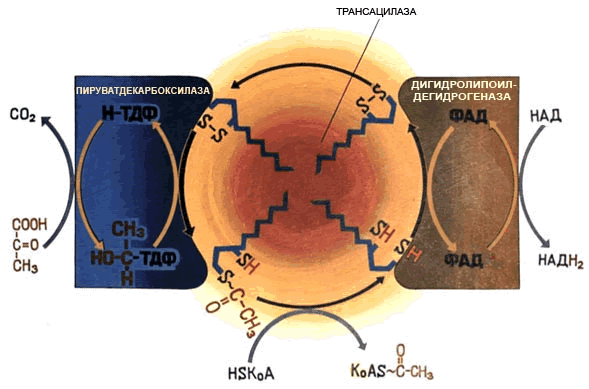 ТРАНСАЦИЛАЗА
ПИРУВАТДЕКАРБОКСИЛАЗА
ДИГИДРОЛИПОИЛ-
ДЕГИДРОГЕНАЗА
S-S
S-S
CO₂
Н-ТДФ
ФАД
НАД
COOH
C=O
CH₃
CH₃
HO-C-ТДФ
H
SH
S~C-CH₃
O
SH
SH
ФАД
НАДH₂
HSKoA
O
KoAS~C-CH₃